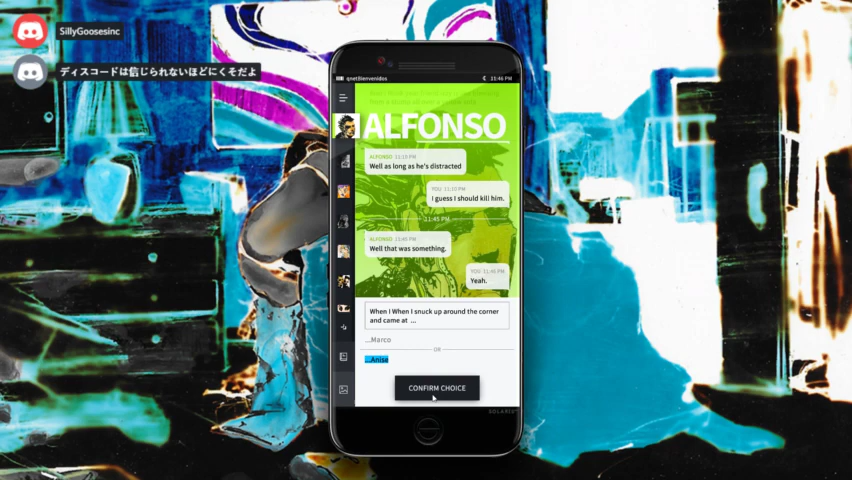 SillyGoosesinc
ディスコードは信じられないほどにくそだよ
qnetBienvenidos
11:46 PM
ALFONSO
ALFONSO 11:10 PM
Well as long as he's distracted
YOU 11:10 PM
I guess I should kill him.
11:45 PM
ALFONSO 11:45 PM
Well that was something.
YOU 11:46 PM
Yeah.
When I When I snuck up around the corner
and came at ...
...Marco
OR
...Anise
CONFIRM CHOICE
SOLARIS